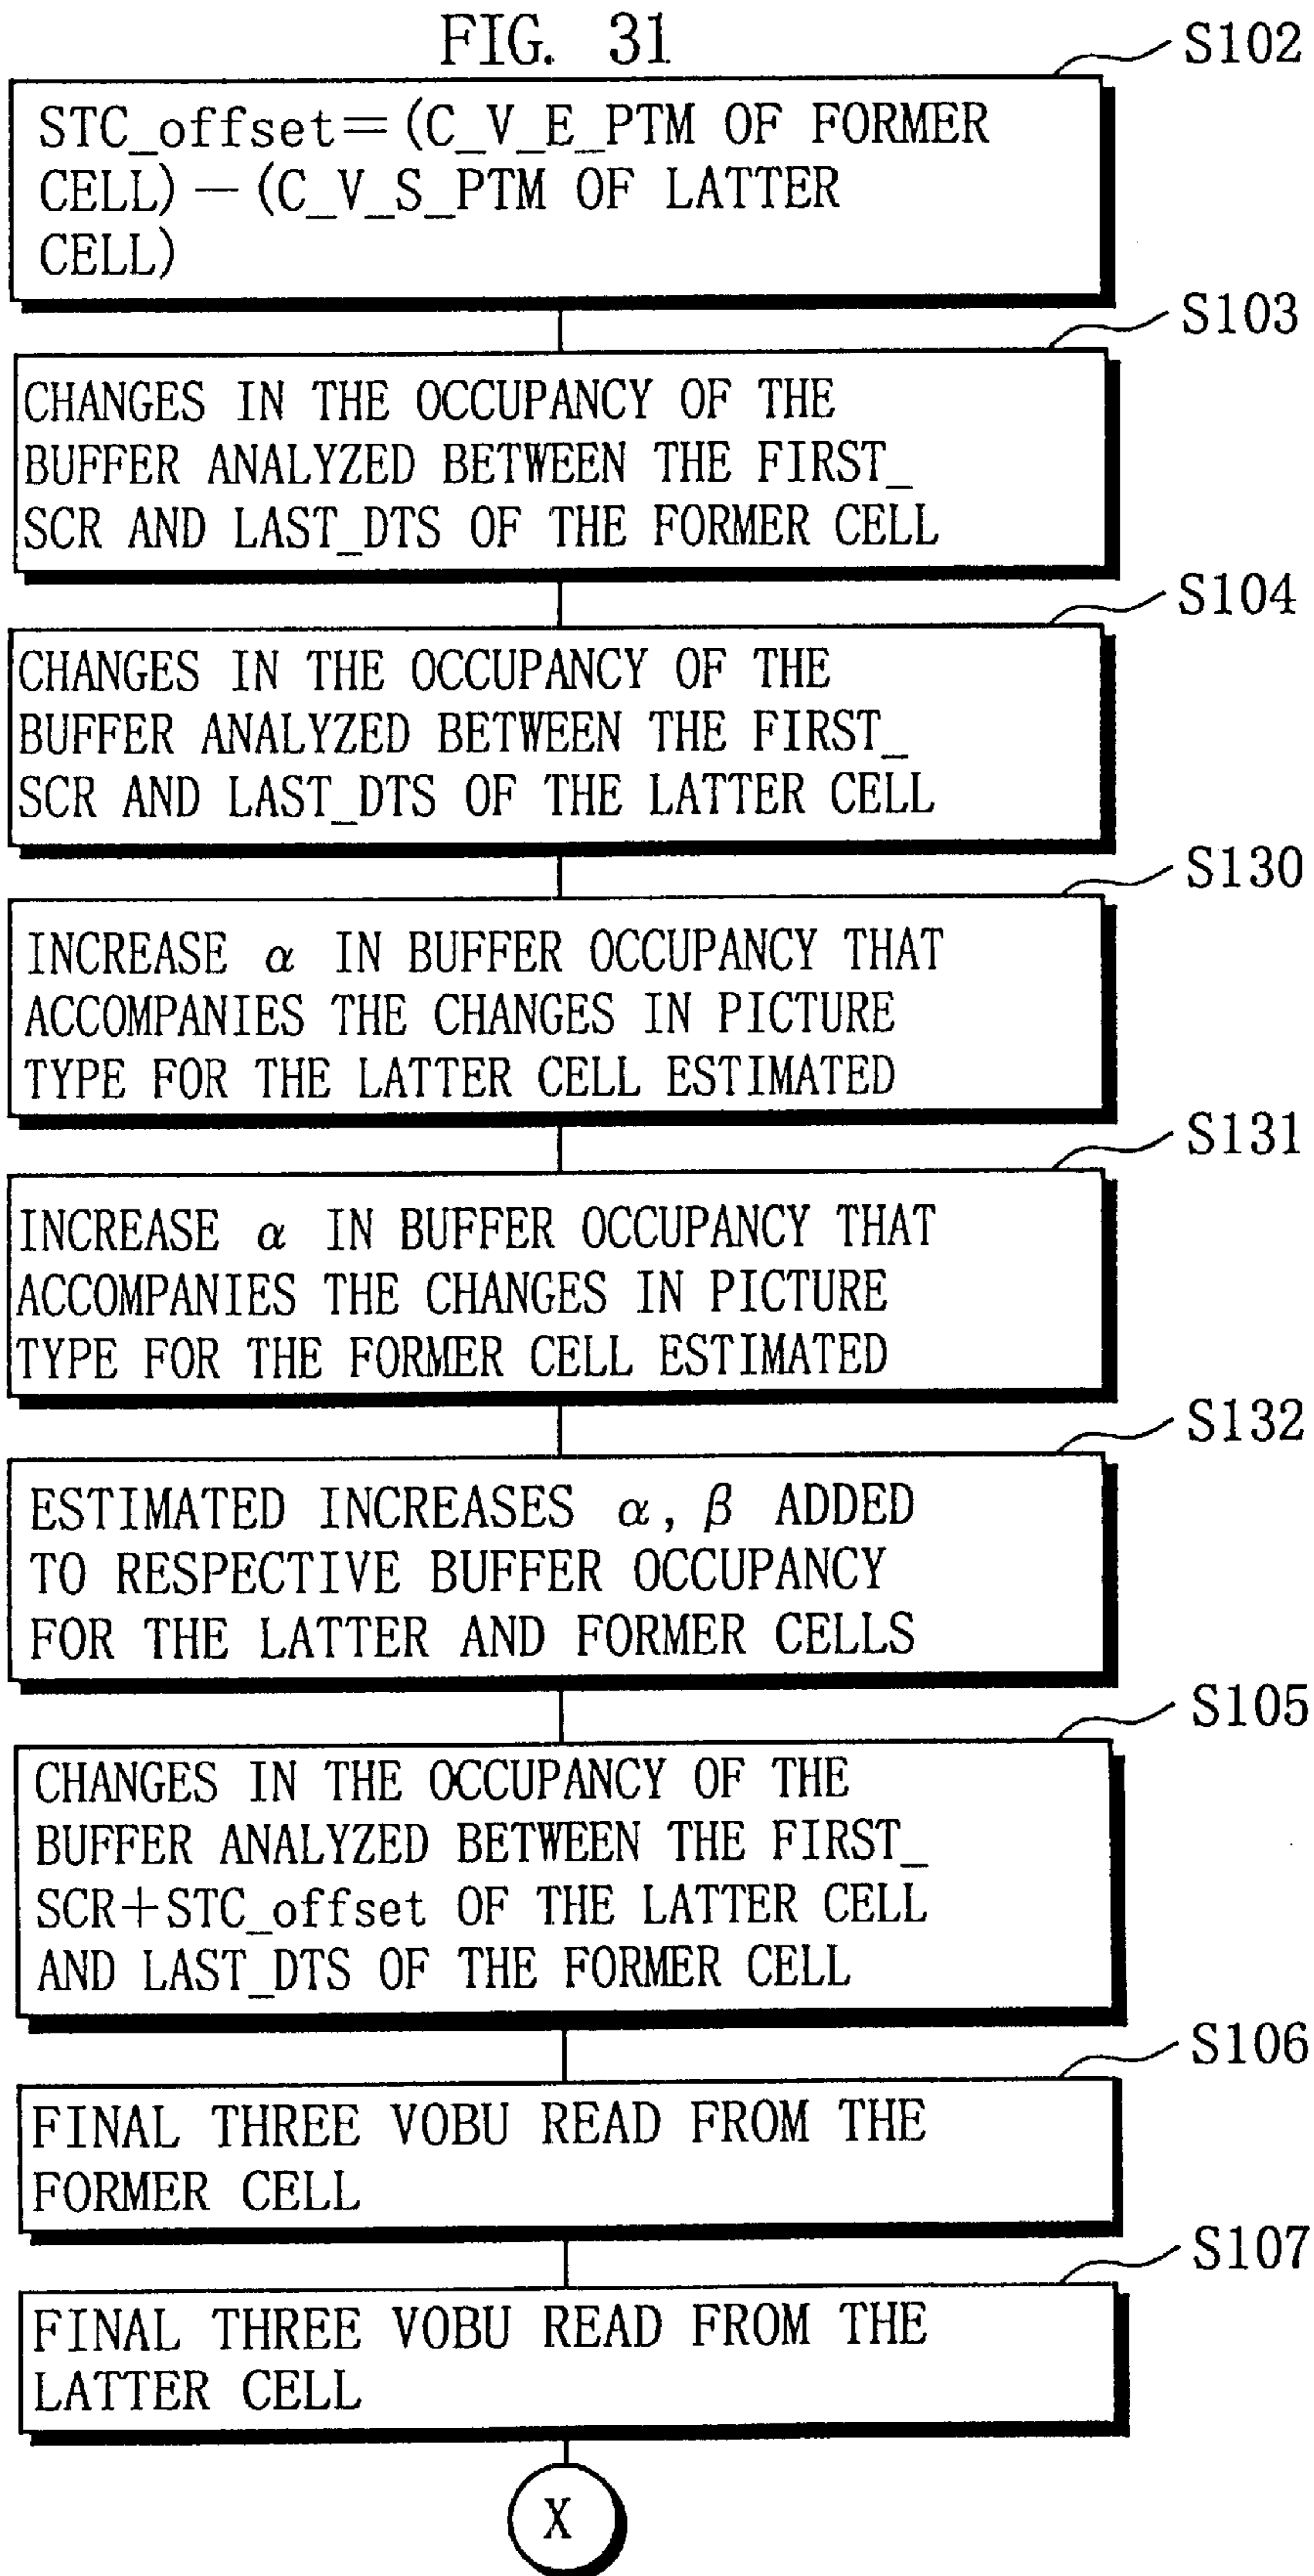 FIG. 31
S102
STC_offset=(C_V_E_PTM OF FORMER
CELL)−(C_V_S_PTM OF LATTER
CELL)
S103
CHANGES IN THE OCCUPANCY OF THE
BUFFER ANALYZED BETWEEN THE FIRST_
SCR AND LAST_DTS OF THE FORMER CELL
S104
CHANGES IN THE OCCUPANCY OF THE
BUFFER ANALYZED BETWEEN THE FIRST_
SCR AND LAST_DTS OF THE LATTER CELL
S130
INCREASE α IN BUFFER OCCUPANCY THAT
ACCOMPANIES THE CHANGES IN PICTURE
TYPE FOR THE LATTER CELL ESTIMATED
S131
INCREASE α IN BUFFER OCCUPANCY THAT
ACCOMPANIES THE CHANGES IN PICTURE
TYPE FOR THE FORMER CELL ESTIMATED
S132
ESTIMATED INCREASES α, β ADDED
TO RESPECTIVE BUFFER OCCUPANCY
FOR THE LATTER AND FORMER CELLS
S105
CHANGES IN THE OCCUPANCY OF THE
BUFFER ANALYZED BETWEEN THE FIRST_
SCR+STC_offset OF THE LATTER CELL
AND LAST_DTS OF THE FORMER CELL
S106
FINAL THREE VOBU READ FROM THE
FORMER CELL
S107
FINAL THREE VOBU READ FROM THE
LATTER CELL
X